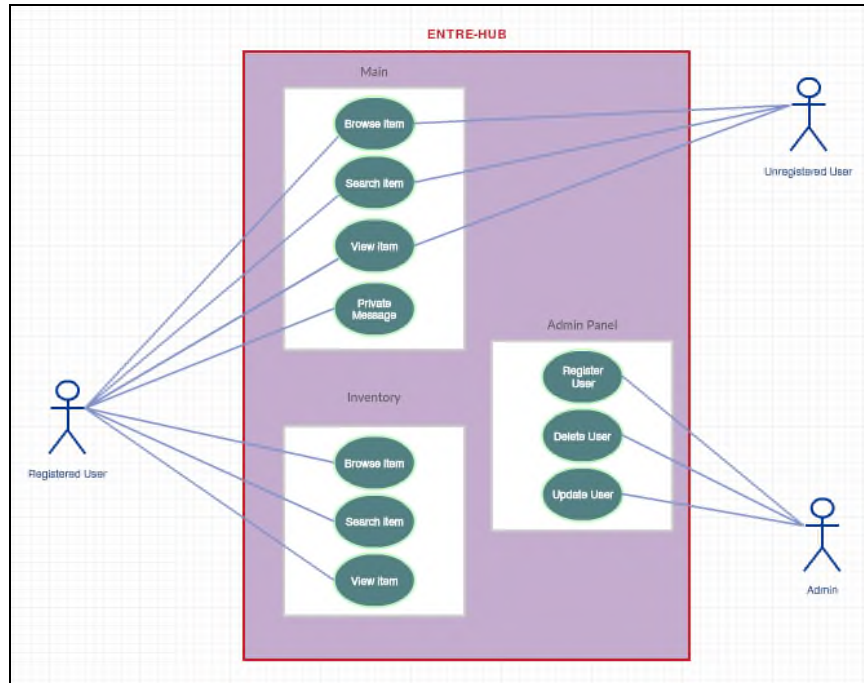 ENTRE-HUB
Main
Browse Item
Search Item
View Item
Private
Message
Unregistered User
Admin Panel
Register
User
Delete User
Update User
Inventory
Browse Item
Search Item
View Item
Registered User
Admin